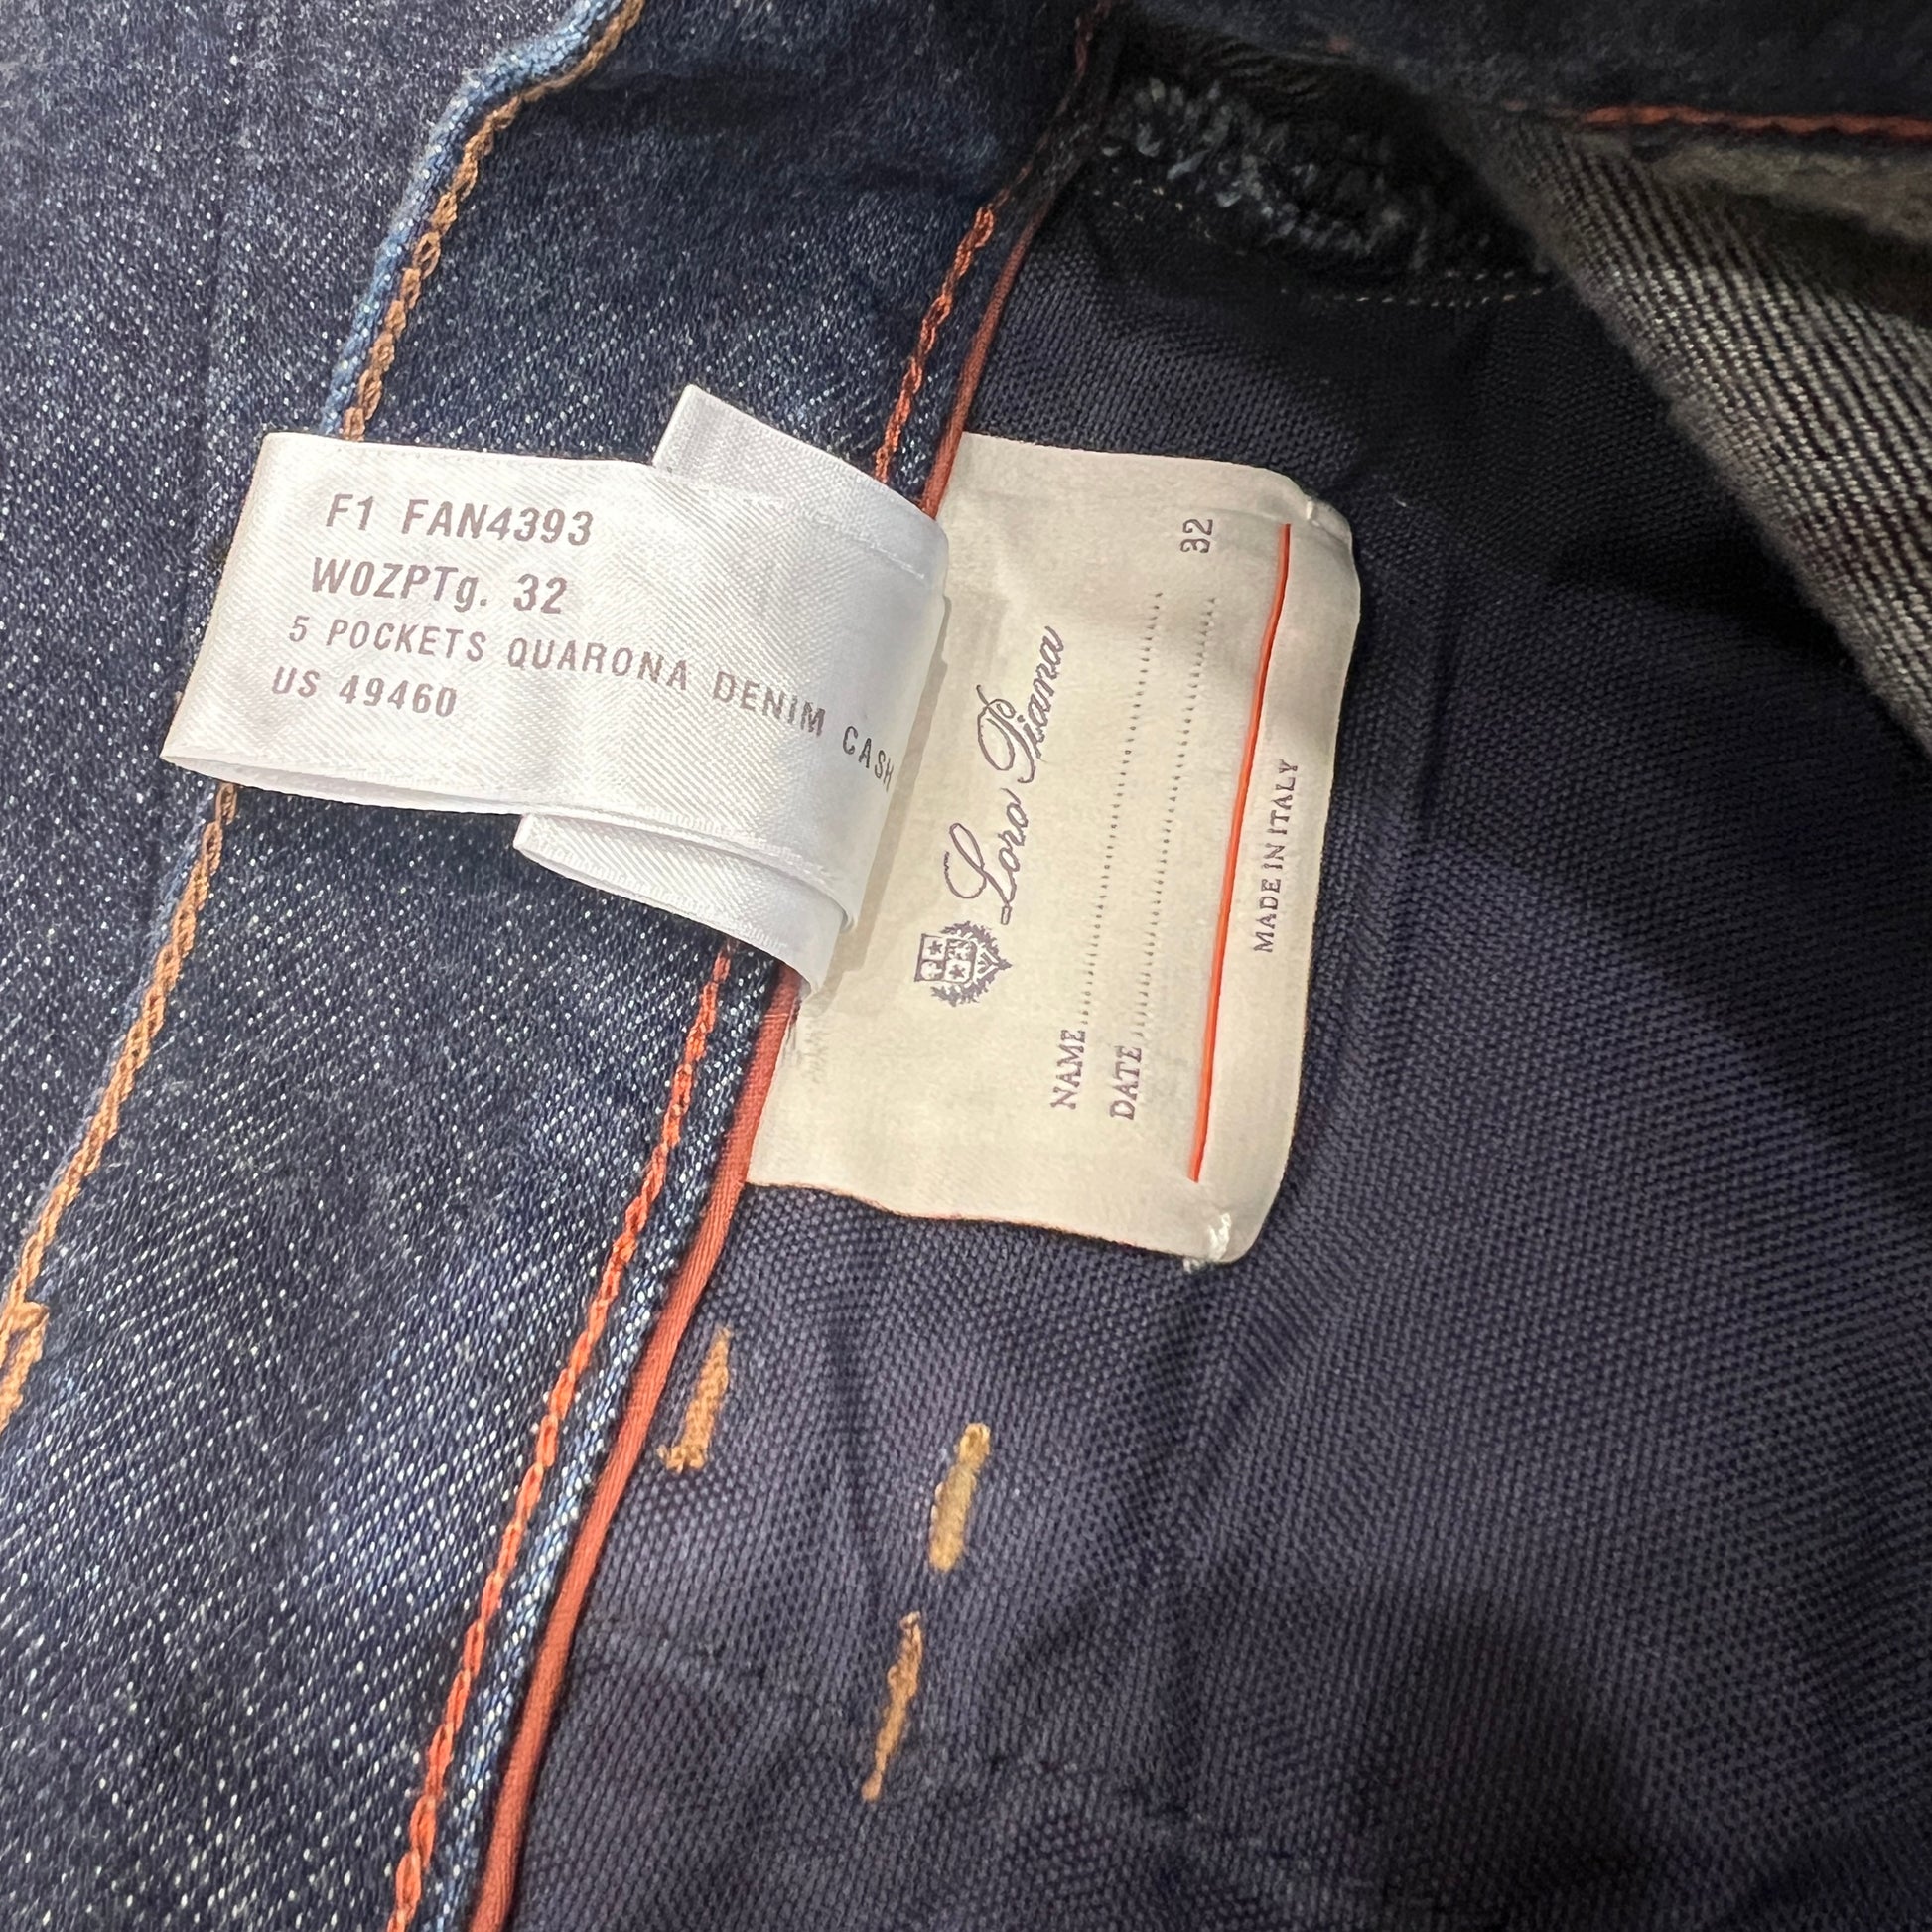 F1 FAN4393
W0ZPTg. 32
5 POCKETS QUARONA DENIM CASH
US 49460
Loro Piana
NAME
DATE
32
MADE IN ITALY